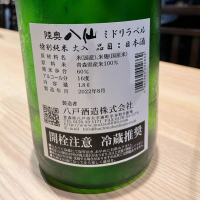 陸奥八仙 ミドリラベル
特別純米 火入 品目:日本酒
原材料名 米(国産)、米麹(国産米)
原料米 青森県産米100%
精米歩合 60%
アルコール分 16度
内容量 1.8ℓ
製造年月 2022年8月
製造者
八戸酒造株式会社
開栓注意 冷蔵推奨